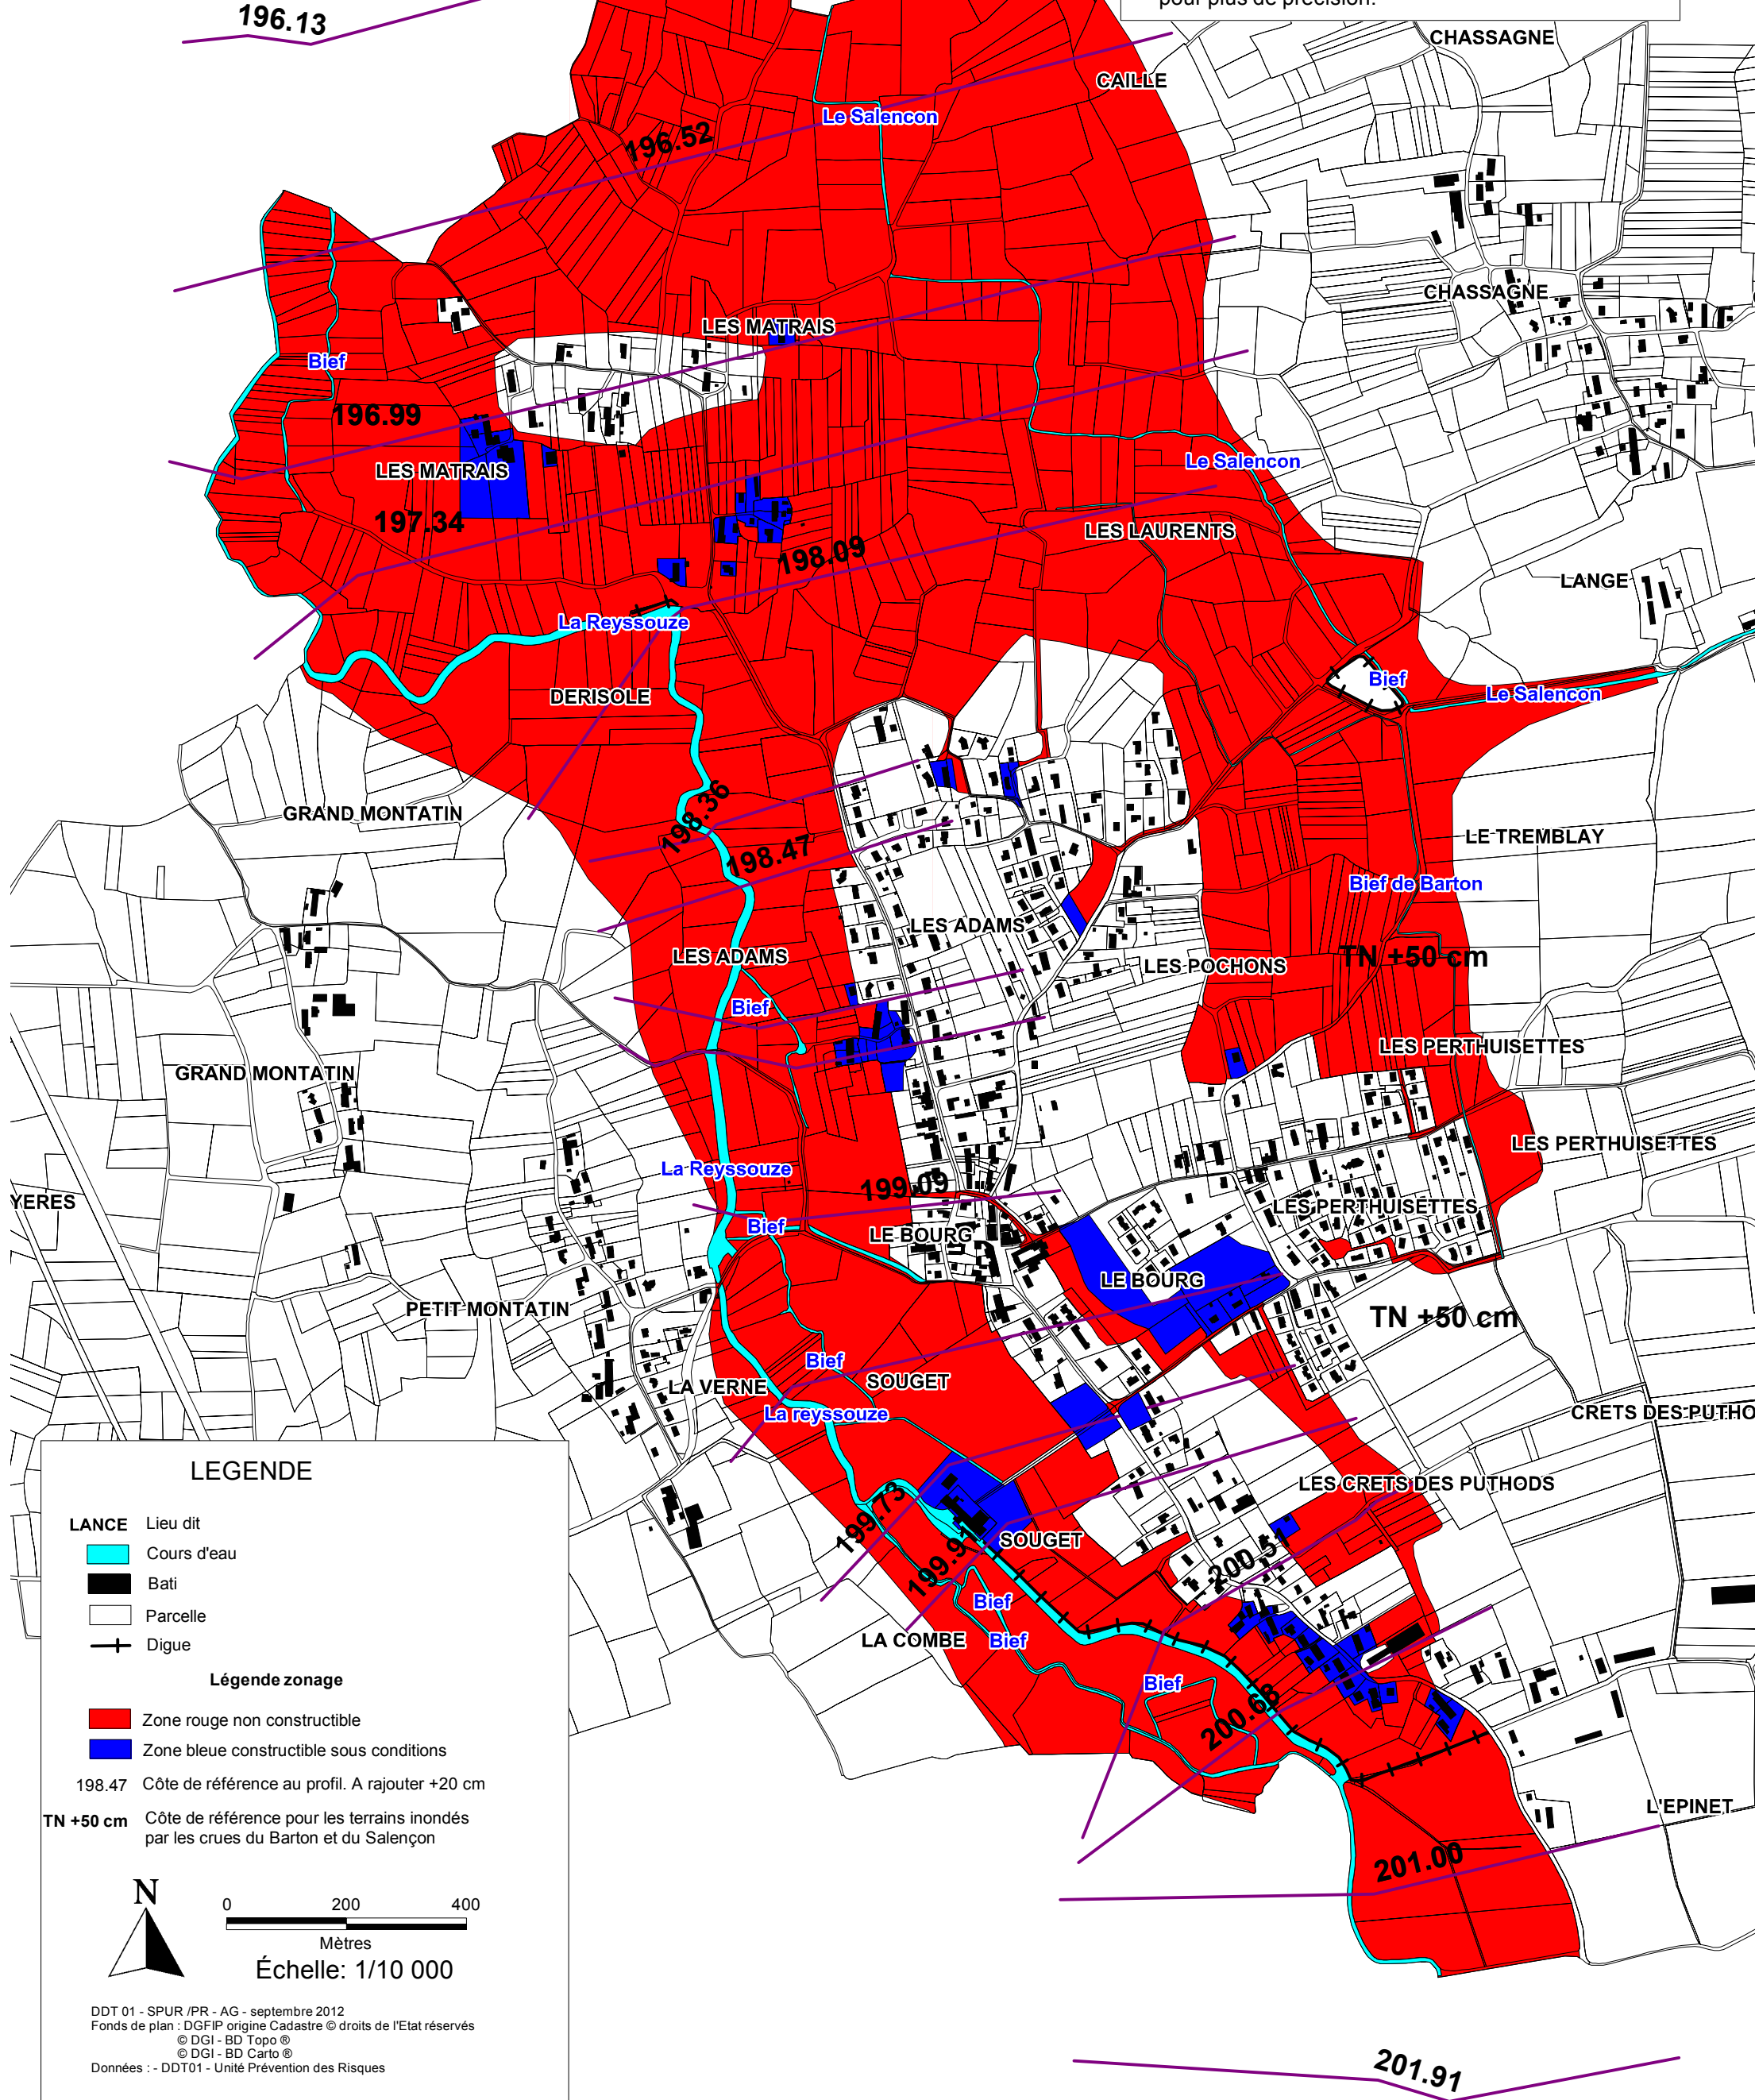 196.13
pour plus de précision.
CHASSAGNE
CAILLE
Le Salencon
196.52
CHASSAGNE
LES MATRAIS
Bief
196.99
LES MATRAIS
Le Salencon
197.34
LES LAURENTS
198.09
LANGE
La Reyssouze
Bief
DERISOLE
Le Salencon
198.36
GRAND MONTATIN
LE TREMBLAY
198.47
Bief de Barton
LES ADAMS
LES ADAMS
TN +50 cm
LES POCHONS
Bief
LES PERTHUISETTES
GRAND MONTATIN
LES PERTHUISETTES
La Reyssouze
199.09
YERES
LES PERTHUISETTES
Bief
LE BOURG
LE BOURG
PETIT MONTATIN
TN +50 cm
Bief
SOUGET
LA VERNE
La reyssouze
CRETS DES PUTHO
LES CRETS DES PUTHODS
199.73
SOUGET
199.91
200.51
Bief
LA COMBE
Bief
Bief
200.68
L'EPINET
201.00
201.91
LEGENDE
LANCE Lieu dit
Cours d'eau
Bati
Parcelle
Digue
Légende zonage
Zone rouge non constructible
Zone bleue constructible sous conditions
198.47 Côte de référence au profil. A rajouter +20 cm
TN +50 cm Côte de référence pour les terrains inondés
par les crues du Barton et du Salençon
N
0 200 400
Mètres
Échelle: 1/10 000
DDT 01 - SPUR /PR - AG - septembre 2012
Fonds de plan : DGFIP origine Cadastre © droits de l'Etat réservés
© DGI - BD Topo ®
© DGI - BD Carto ®
Données : - DDT01 - Unité Prévention des Risques